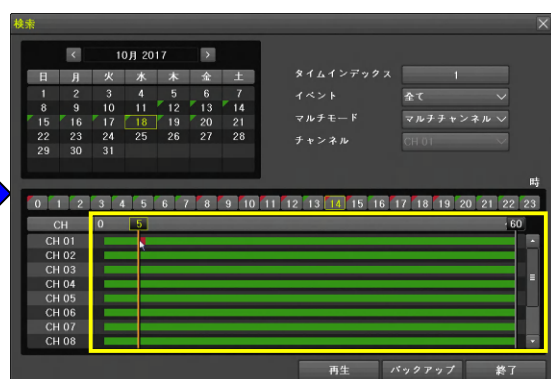 検索
< 10月 2017 >
日 月 火 水 木 金 土
1 2 3 4 5 6 7
8 9 10 11 12 13 14
15 16 17 18 19 20 21
22 23 24 25 26 27 28
29 30 31
タイムインデックス 1
イベント 全て
マルチモード マルチチャンネル
チャンネル CH 01
時
0 1 2 3 4 5 6 7 8 9 10 11 12 13 14 15 16 17 18 19 20 21 22 23
CH 0 5 60
CH 01
CH 02
CH 03
CH 04
CH 05
CH 06
CH 07
CH 08
再生 バックアップ 終了